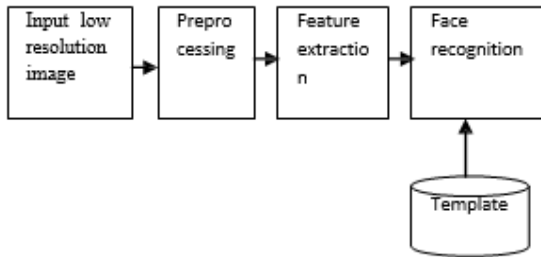 Input low
resolution
image
Prepro
cessing
Feature
extractio
n
Face
recognition
Template